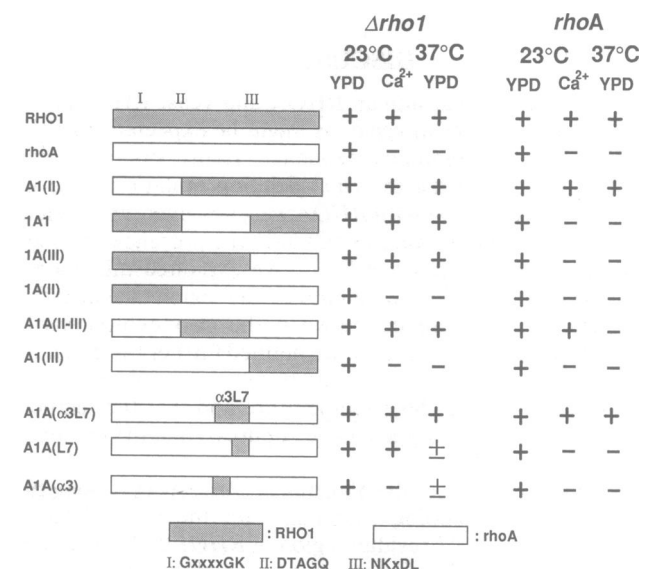 Δrho1 rhoA
23°C 37°C 23°C 37°C
YPD Ca2+ YPD YPD Ca2+ YPD
I II III
RHO1 + + + + + +
rhoA + − − + − −
A1(II) + + + + + +
1A1 + + + + − −
1A(III) + + + + − −
1A(II) + − − + − −
A1A(II-III) + + + + + −
A1(III) + − − + − −
α3L7
A1A(α3L7) + + + + + +
A1A(L7) + + ± + − −
A1A(α3) + − ± + − −
: RHO1 : rhoA
I: GxxxxGK II: DTAGQ III: NKxDL